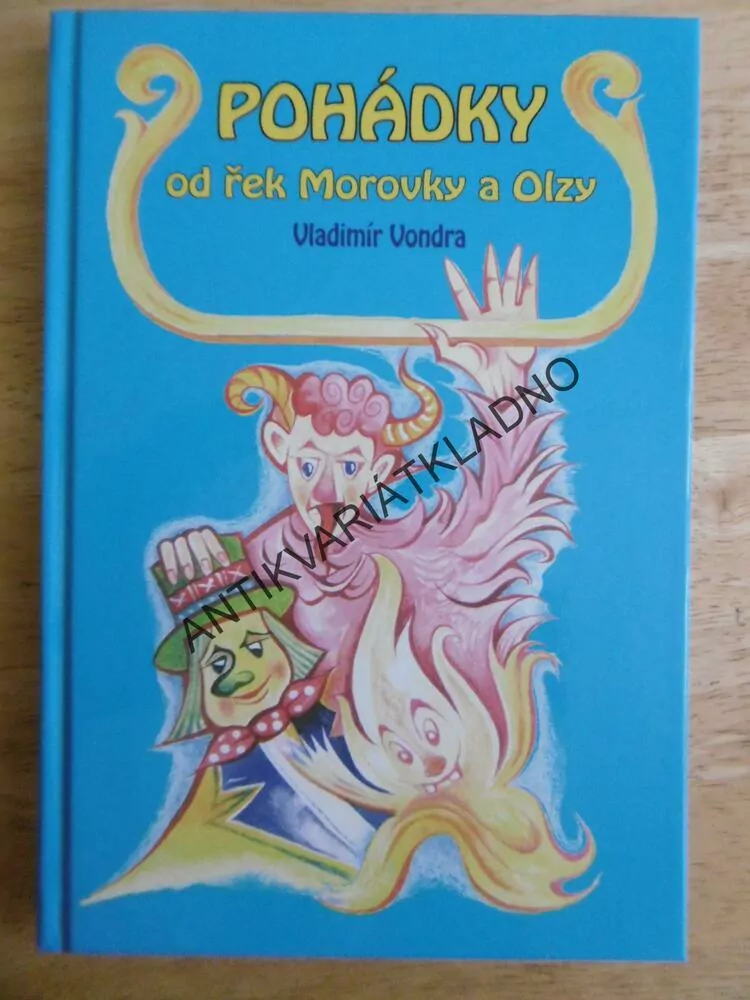 POHÁDKY
od řek Morovky a Olzy
Vladimír Vondra
ANTIKVARIÁTKLADNO